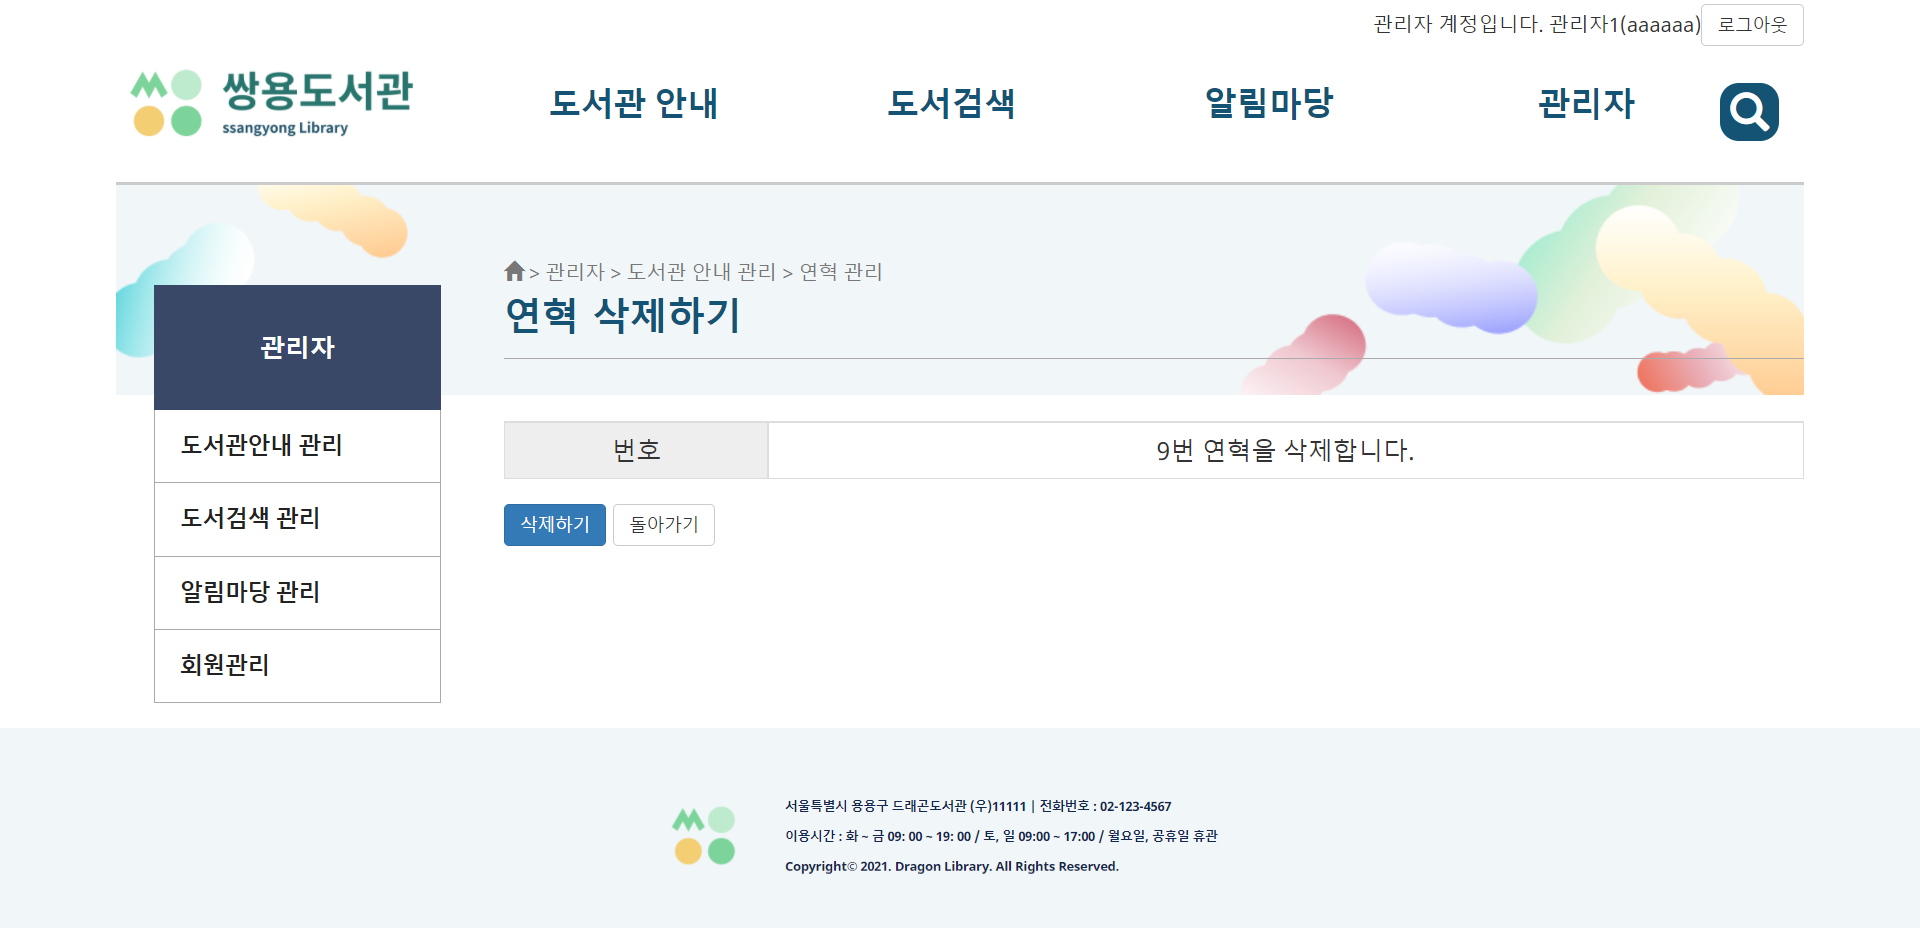 관리자 계정입니다. 관리자1(aaaaaa) 로그아웃
쌍용도서관
ssangyong Library
도서관 안내 도서검색 알림마당 관리자
> 관리자 > 도서관 안내 관리 > 연혁 관리
연혁 삭제하기
관리자
도서관안내 관리
도서검색 관리
알림마당 관리
회원관리
번호 9번 연혁을 삭제합니다.
삭제하기 돌아가기
서울특별시 용용구 드래곤도서관 (우)11111 | 전화번호 : 02-123-4567
이용시간 : 화 ~ 금 09: 00 ~ 19: 00 / 토, 일 09:00 ~ 17:00 / 월요일, 공휴일 휴관
Copyright© 2021. Dragon Library. All Rights Reserved.